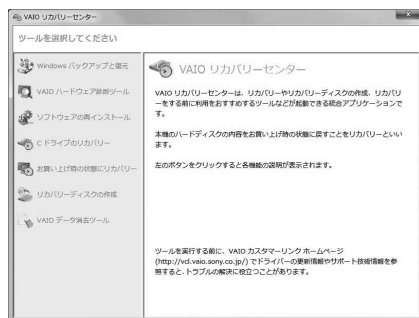 VAIO リカバリーセンター
ツールを選択してください
Windows バックアップと復元
VAIO ハードウェア診断ツール
ソフトウェアの再インストール
C ドライブのリカバリー
お買い上げ時の状態にリカバリー
リカバリーディスクの作成
VAIO データ消去ツール
VAIO リカバリーセンター
VAIO リカバリーセンターは、リカバリーやリカバリーディスクの作成、リカバリ
ーをする前に利用をおすすめするツールなどが起動できる統合アプリケーションで
す。
本機のハードディスクの内容をお買い上げ時の状態に戻すことをリカバリーといい
ます。
左のボタンをクリックすると各機能の説明が表示されます。
ツールを実行する前に、VAIO カスタマーリンク ホームページ
(http://vcl.vaio.sony.co.jp/) でドライバーの更新情報やサポート技術情報を参
照すると、トラブルの解決に役立つことがあります。